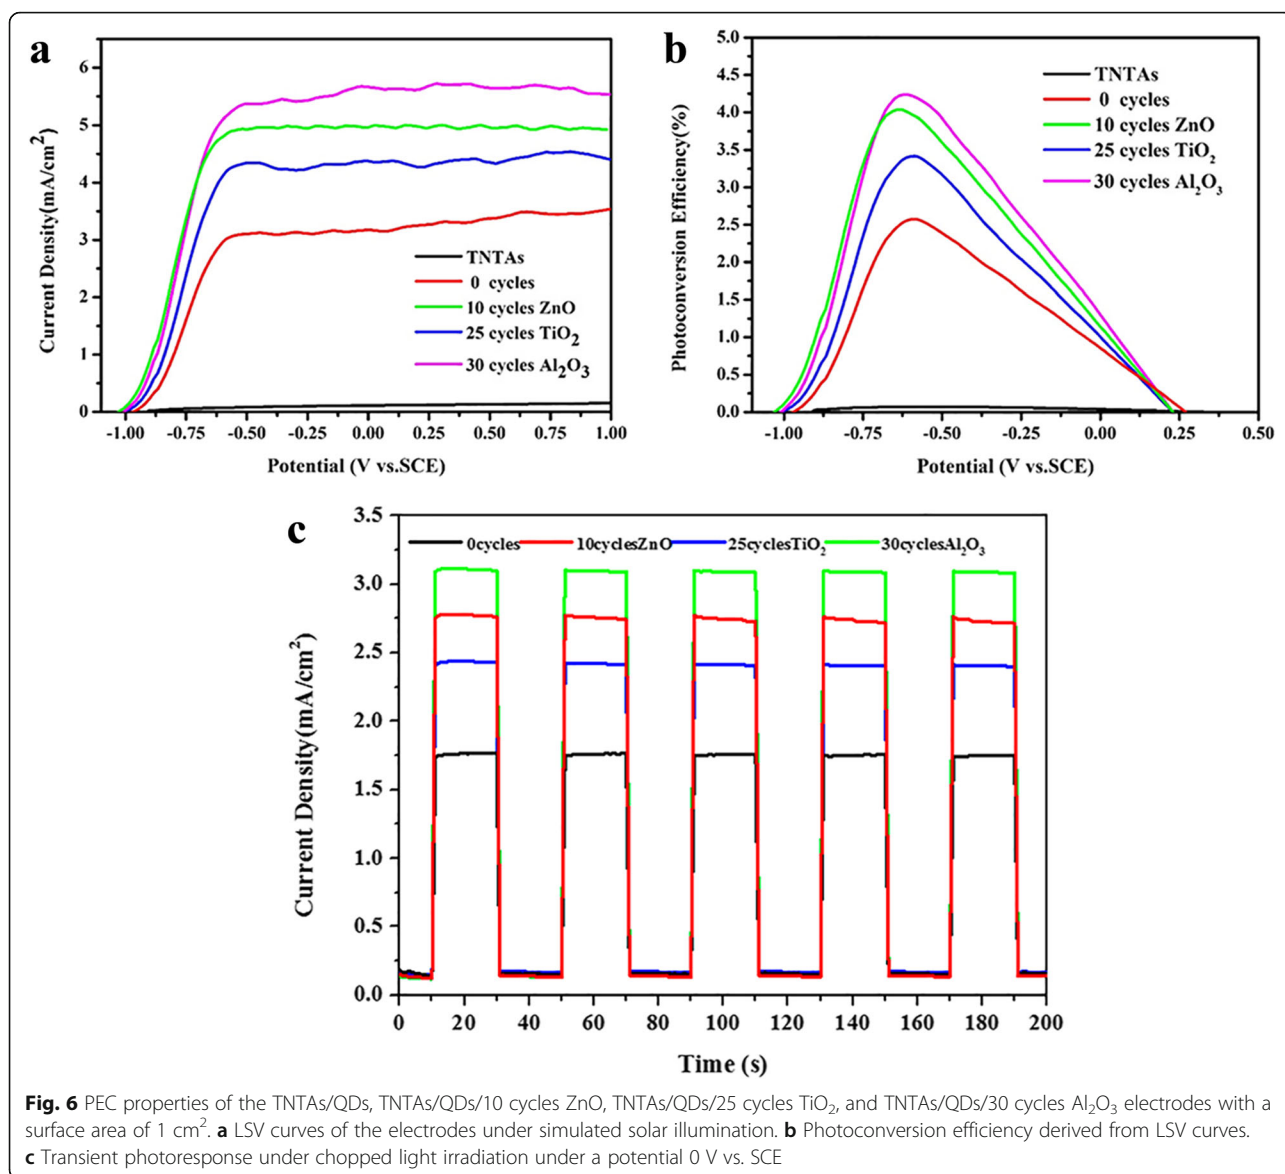 a
Current Density(mA/cm²)
6
5
4
3
2
1
0
TNTAs
0 cycles
10 cycles ZnO
25 cycles TiO₂
30 cycles Al₂O₃
-1.00 -0.75 -0.50 -0.25 0.00 0.25 0.50 0.75 1.00
Potential (V vs.SCE)
b
Photoconversion Efficiency(%)
5.0
4.5
4.0
3.5
3.0
2.5
2.0
1.5
1.0
0.5
0.0
TNTAs
0 cycles
10 cycles ZnO
25 cycles TiO₂
30 cycles Al₂O₃
-1.00 -0.75 -0.50 -0.25 0.00 0.25 0.50
Potential (V vs.SCE)
c
Current Density(mA/cm²)
3.5
3.0
2.5
2.0
1.5
1.0
0.5
0.0
0cycles 10cyclesZnO 25cyclesTiO₂ 30cyclesAl₂O₃
0 20 40 60 80 100 120 140 160 180 200
Time (s)
Fig. 6 PEC properties of the TNTAs/QDs, TNTAs/QDs/10 cycles ZnO, TNTAs/QDs/25 cycles TiO₂, and TNTAs/QDs/30 cycles Al₂O₃ electrodes with a
surface area of 1 cm². a LSV curves of the electrodes under simulated solar illumination. b Photoconversion efficiency derived from LSV curves.
c Transient photoresponse under chopped light irradiation under a potential 0 V vs. SCE